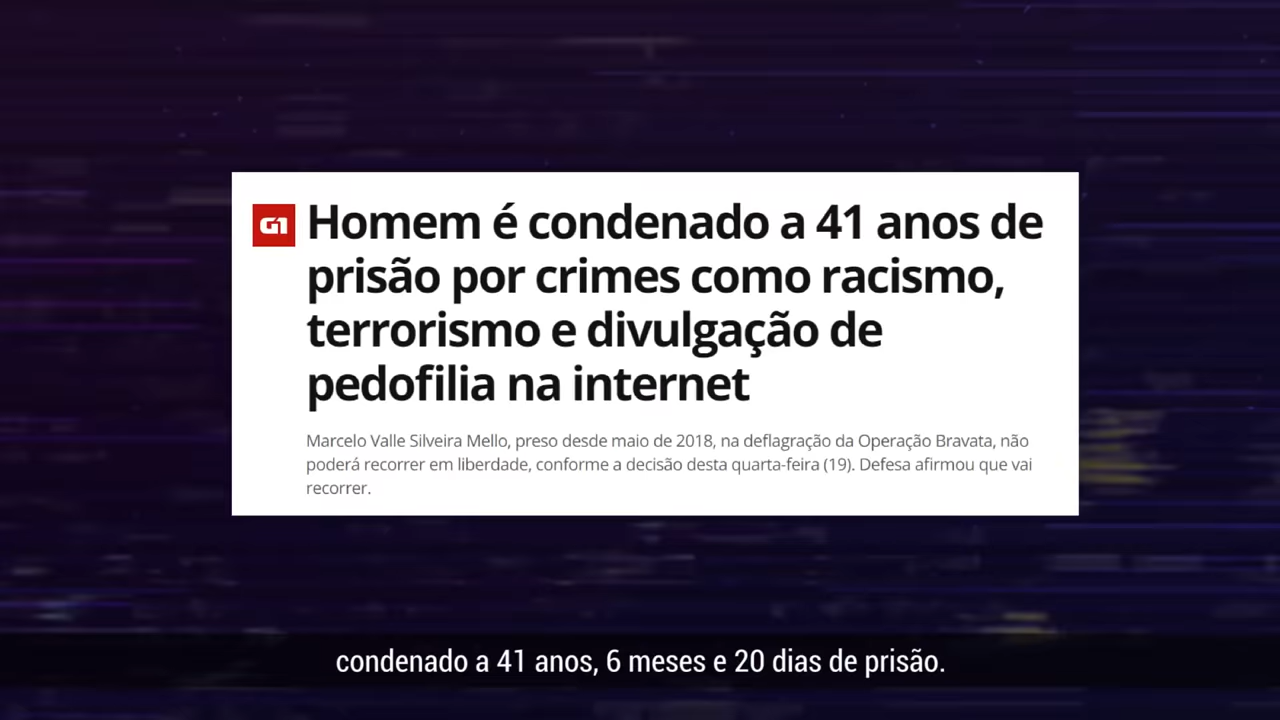 G1
Homem é condenado a 41 anos de
prisão por crimes como racismo,
terrorismo e divulgação de
pedofilia na internet
Marcelo Valle Silveira Mello, preso desde maio de 2018, na deflagração da Operação Bravata, não
poderá recorrer em liberdade, conforme a decisão desta quarta-feira (19). Defesa afirmou que vai
recorrer.
condenado a 41 anos, 6 meses e 20 dias de prisão.